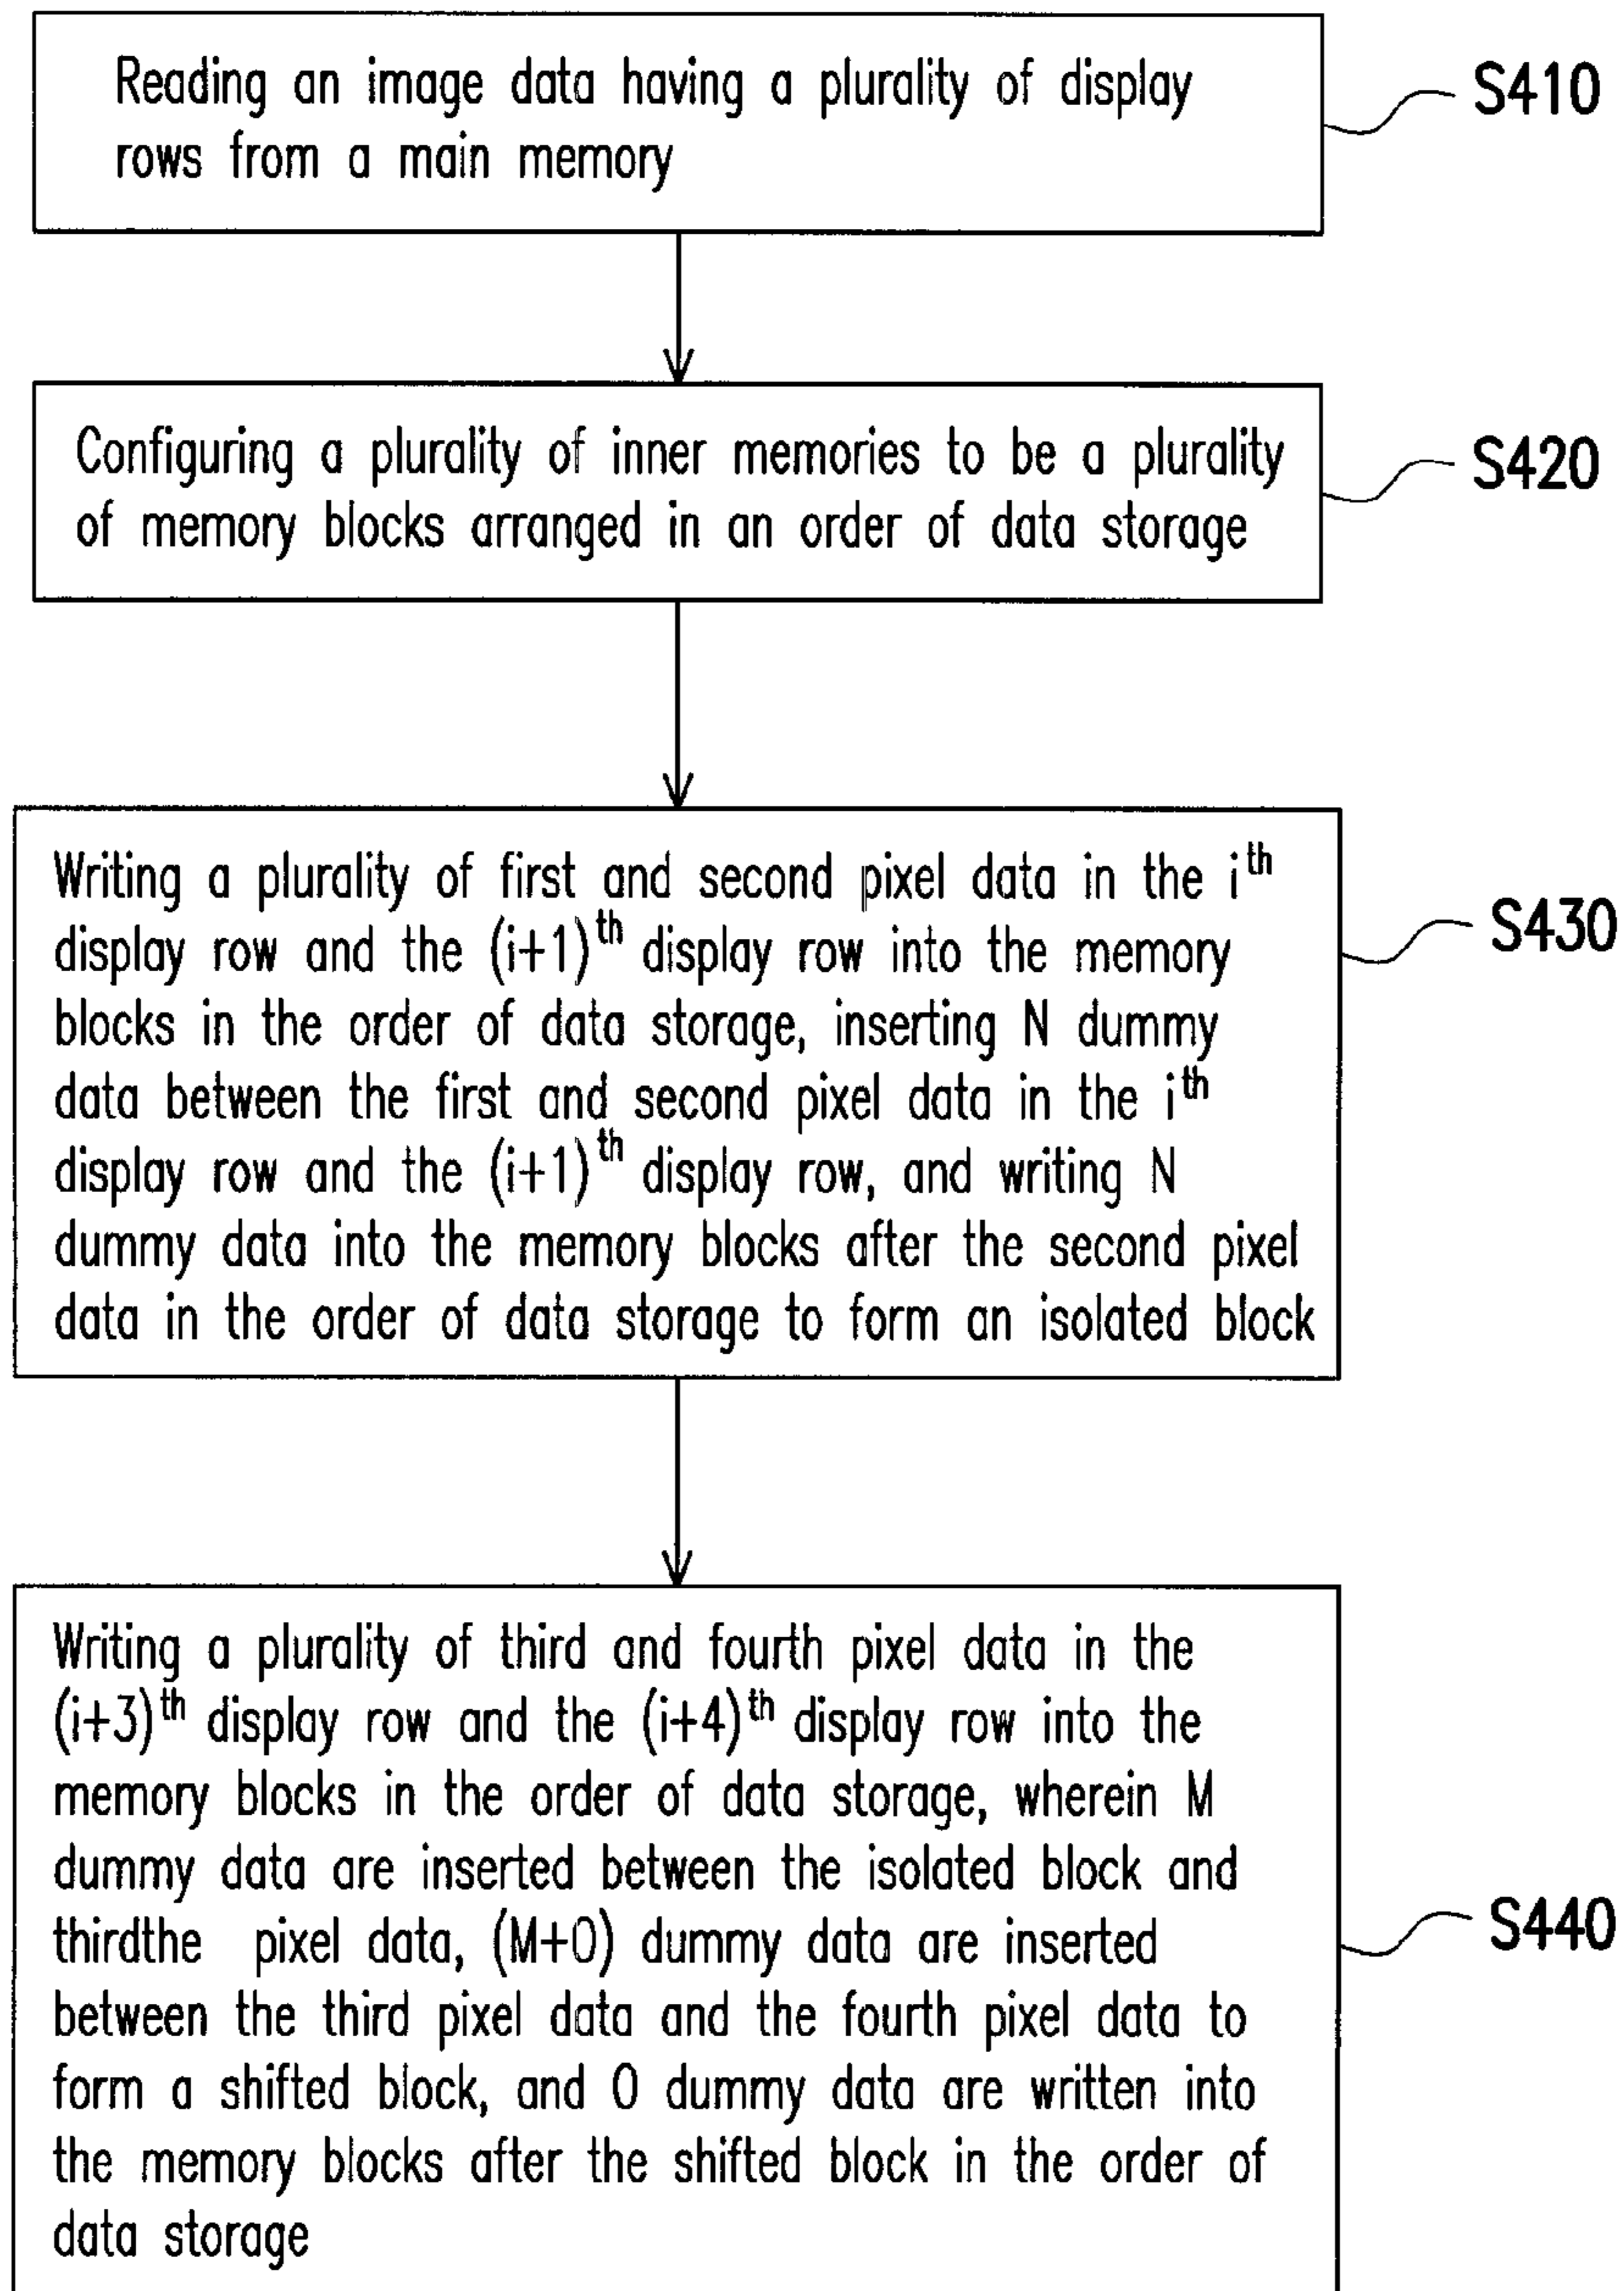 Reading an image data having a plurality of display
rows from a main memory
S410
Configuring a plurality of inner memories to be a plurality
of memory blocks arranged in an order of data storage
S420
Writing a plurality of first and second pixel data in the i^th
display row and the (i+1)^th display row into the memory
blocks in the order of data storage, inserting N dummy
data between the first and second pixel data in the i^th
display row and the (i+1)^th display row, and writing N
dummy data into the memory blocks after the second pixel
data in the order of data storage to form an isolated block
S430
Writing a plurality of third and fourth pixel data in the
(i+3)^th display row and the (i+4)^th display row into the
memory blocks in the order of data storage, wherein M
dummy data are inserted between the isolated block and
thirdthe pixel data, (M+O) dummy data are inserted
between the third pixel data and the fourth pixel data to
form a shifted block, and O dummy data are written into
the memory blocks after the shifted block in the order of
data storage
S440